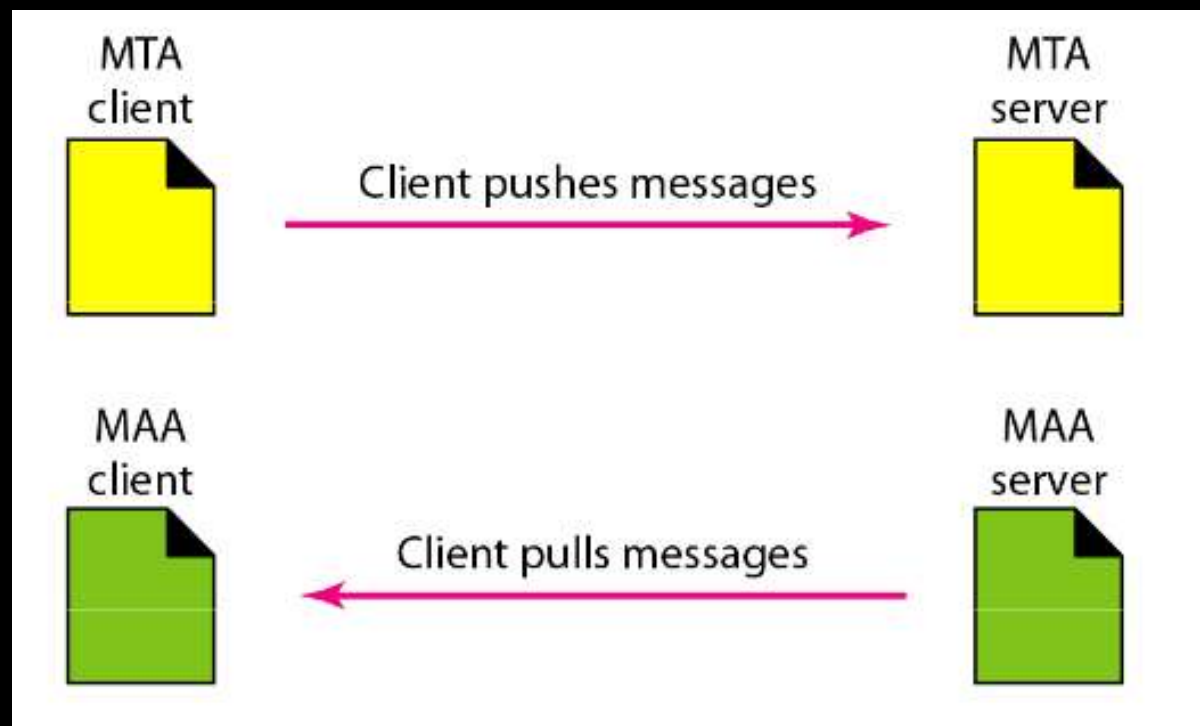 MTA
client
MTA
server
Client pushes messages
MAA
client
MAA
server
Client pulls messages